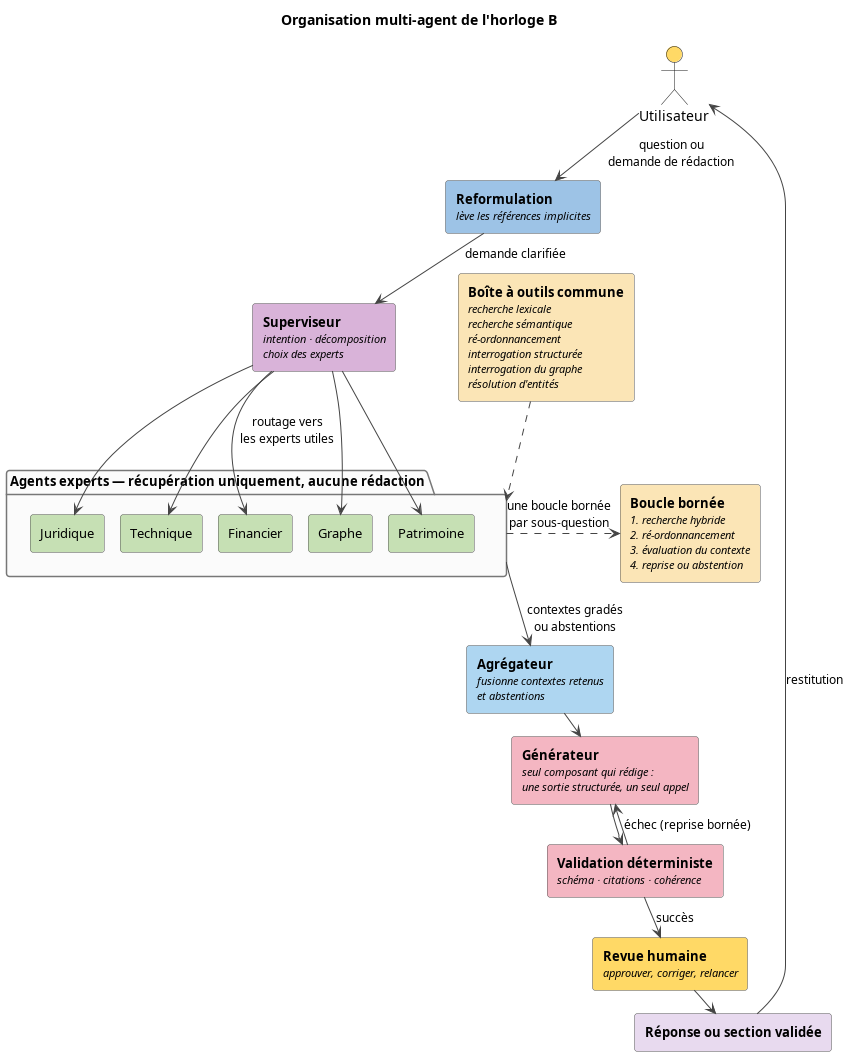 Organisation multi-agent de l'horloge B
Utilisateur
question ou
demande de rédaction
Reformulation
lève les références implicites
demande clarifiée
Boîte à outils commune
recherche lexicale
recherche sémantique
ré-ordonnancement
interrogation structurée
interrogation du graphe
résolution d'entités
Superviseur
intention · décomposition
choix des experts
routage vers
les experts utiles
Agents experts — récupération uniquement, aucune rédaction
Juridique
Technique
Financier
Graphe
Patrimoine
une boucle bornée
par sous-question
Boucle bornée
1. recherche hybride
2. ré-ordonnancement
3. évaluation du contexte
4. reprise ou abstention
contextes gradés
ou abstentions
Agrégateur
fusionne contextes retenus
et abstentions
restitution
Générateur
seul composant qui rédige :
une sortie structurée, un seul appel
échec (reprise bornée)
Validation déterministe
schéma · citations · cohérence
succès
Revue humaine
approuver, corriger, relancer
Réponse ou section validée